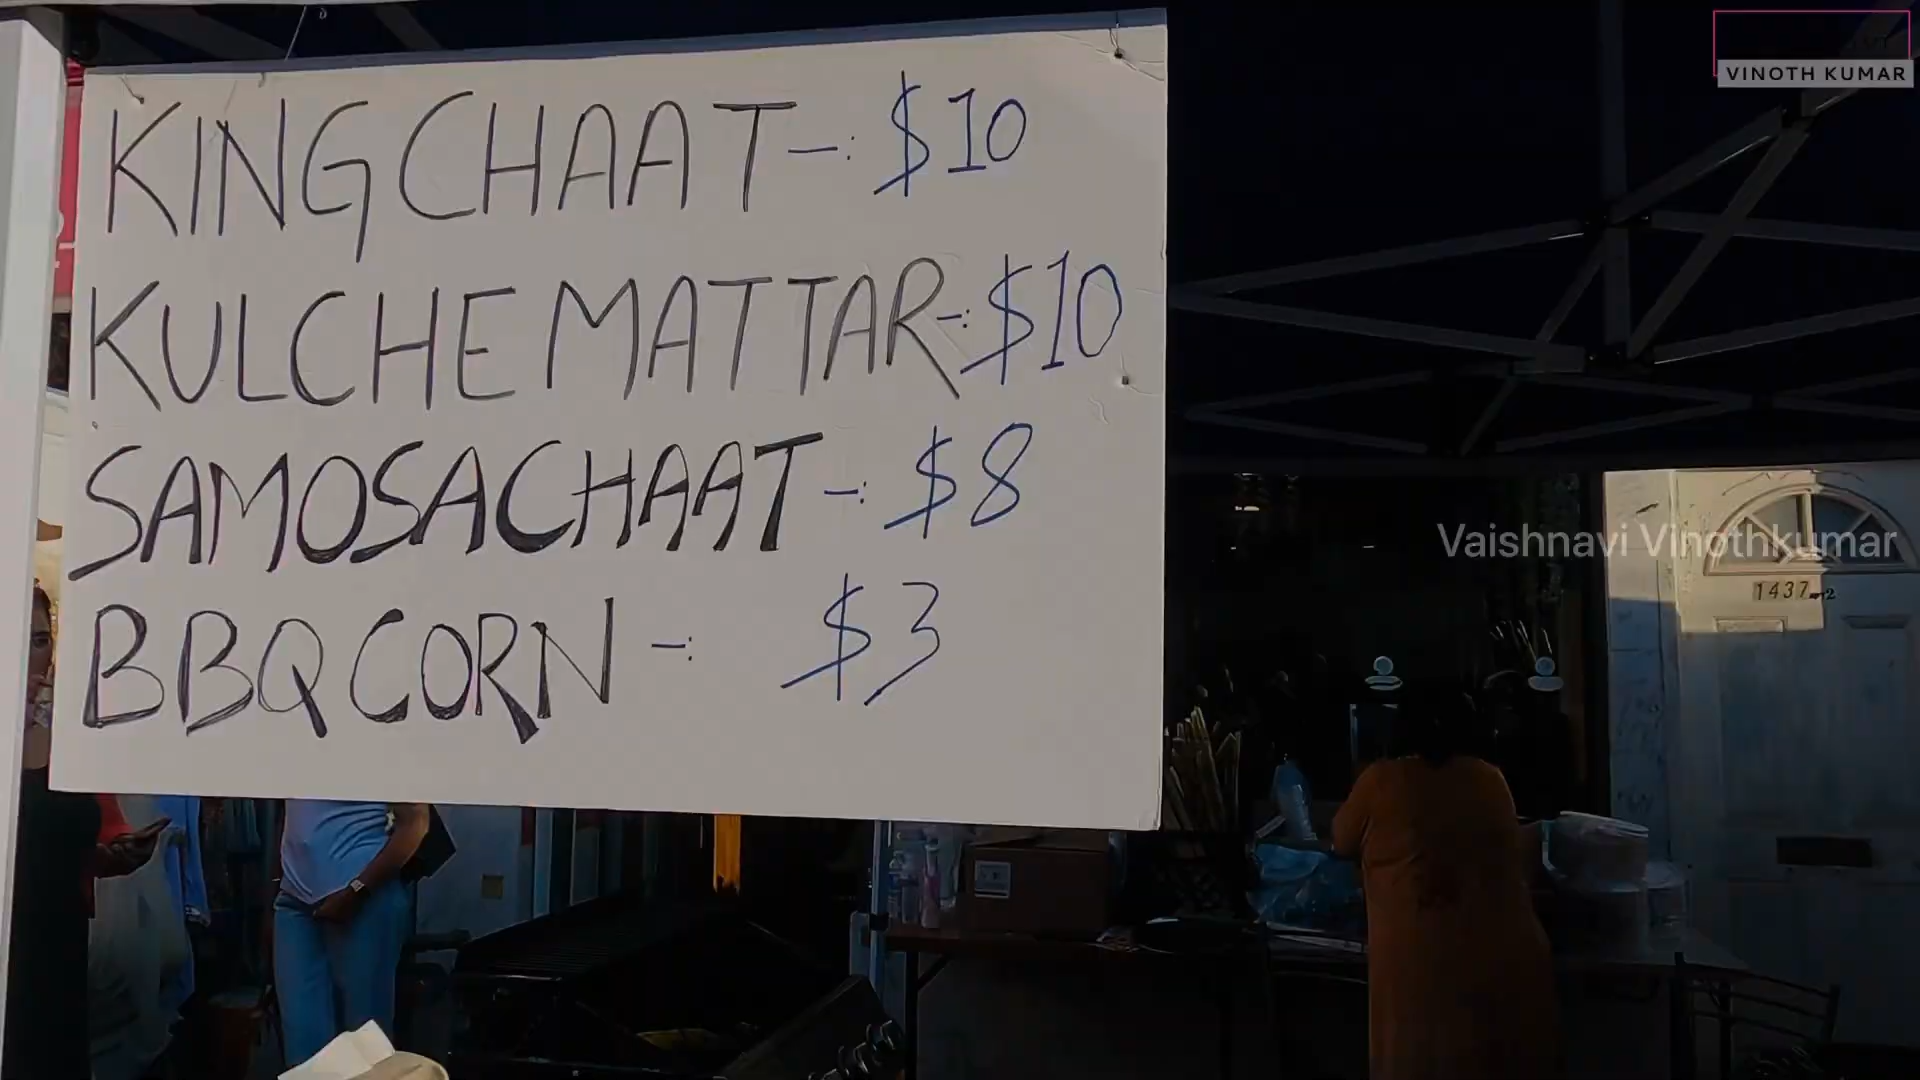 KING CHAAT -: $10
KULCHE MATTAR -: $10
SAMOSA CHAAT -: $8
BBQ CORN -: $3
VINOTH KUMAR
Vaishnavi Vinothkumar
1437